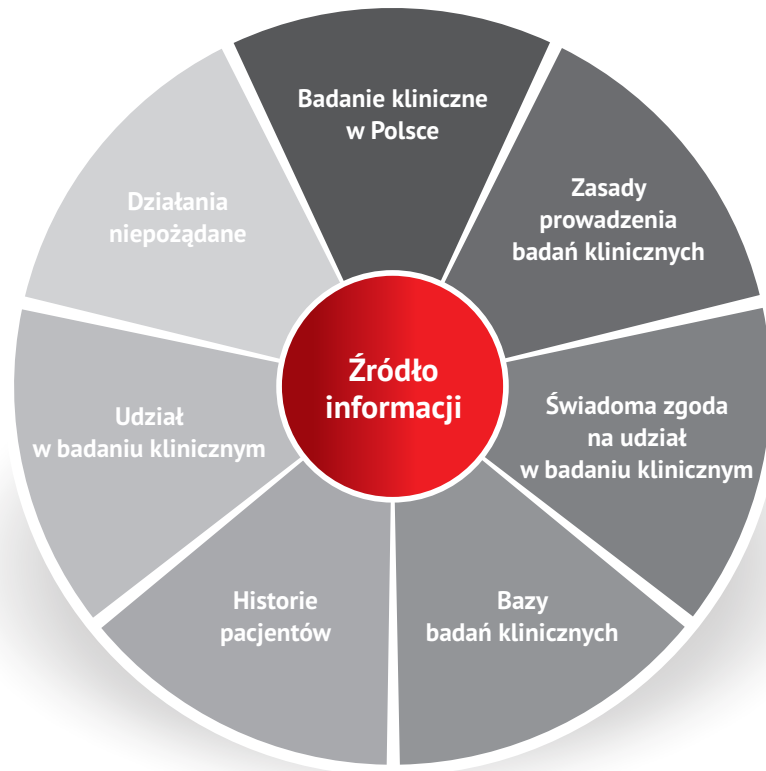 Badanie kliniczne
w Polsce
Zasady
prowadzenia
badań klinicznych
Świadoma zgoda
na udział
w badaniu klinicznym
Bazy
badań klinicznych
Historie
pacjentów
Udział
w badaniu klinicznym
Działania
niepożądane
Źródło
informacji